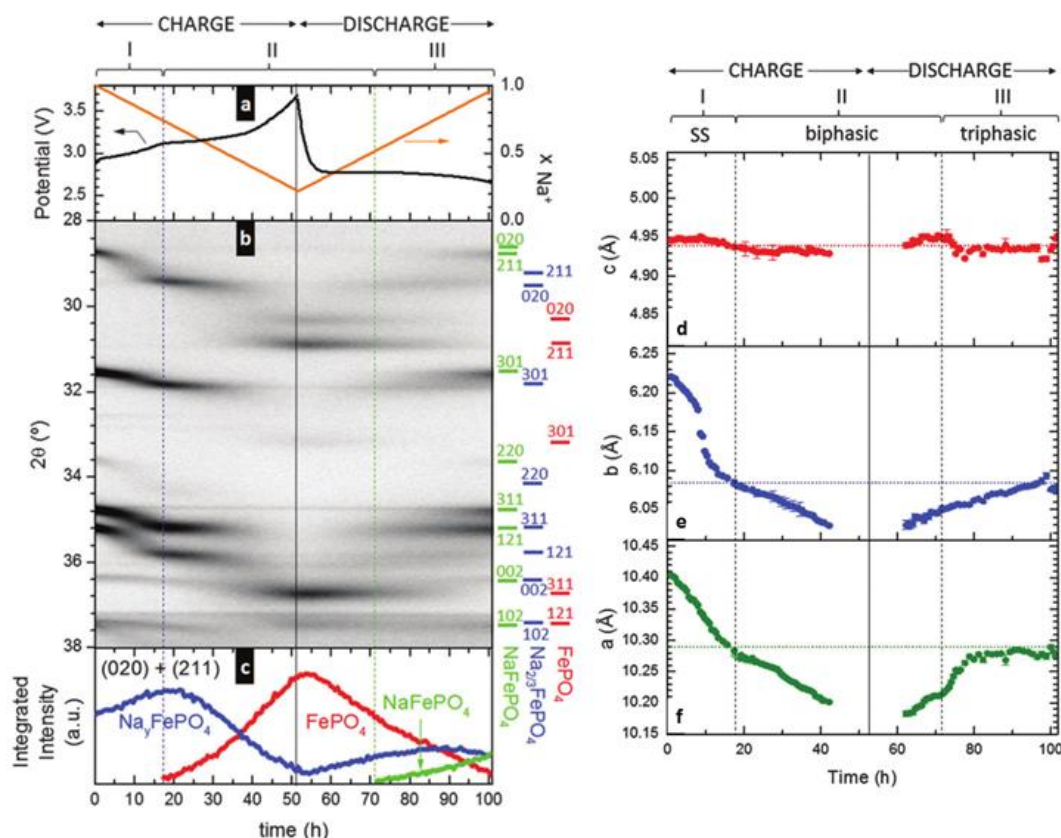 CHARGE DISCHARGE
I II III
a
Potential (V)
3.5
3.0
2.5
1.0
0.5
0.0
x Na⁺
b
2θ (°)
28
30
32
34
36
38
020
211
301
220
311
121
002
102
NaFePO₄
211
020
301
220
311
121
002
102
Na₂/₃FePO₄
020
211
301
311
121
FePO₄
(020) + (211)
c
Integrated
Intensity
(a.u.)
NaᵧFePO₄
FePO₄
NaFePO₄
0 10 20 30 40 50 60 70 80 90 100
time (h)
CHARGE DISCHARGE
I II III
SS biphasic triphasic
c (Å)
5.05
5.00
4.95
4.90
4.85
d
b (Å)
6.25
6.20
6.15
6.10
6.05
e
a (Å)
10.45
10.40
10.35
10.30
10.25
10.20
10.15
f
0 20 40 60 80 100
Time (h)